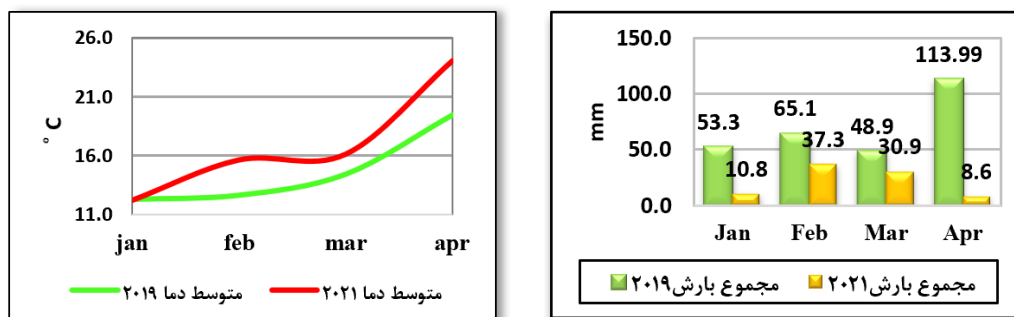 26.0
21.0
16.0
11.0
° C
jan feb mar apr
متوسط دما ۲۰۱۹ متوسط دما ۲۰۲۱
150.0
100.0
50.0
0.0
mm
53.3 65.1 48.9 113.99
10.8 37.3 30.9 8.6
Jan Feb Mar Apr
مجموع بارش۲۰۱۹ مجموع بارش۲۰۲۱